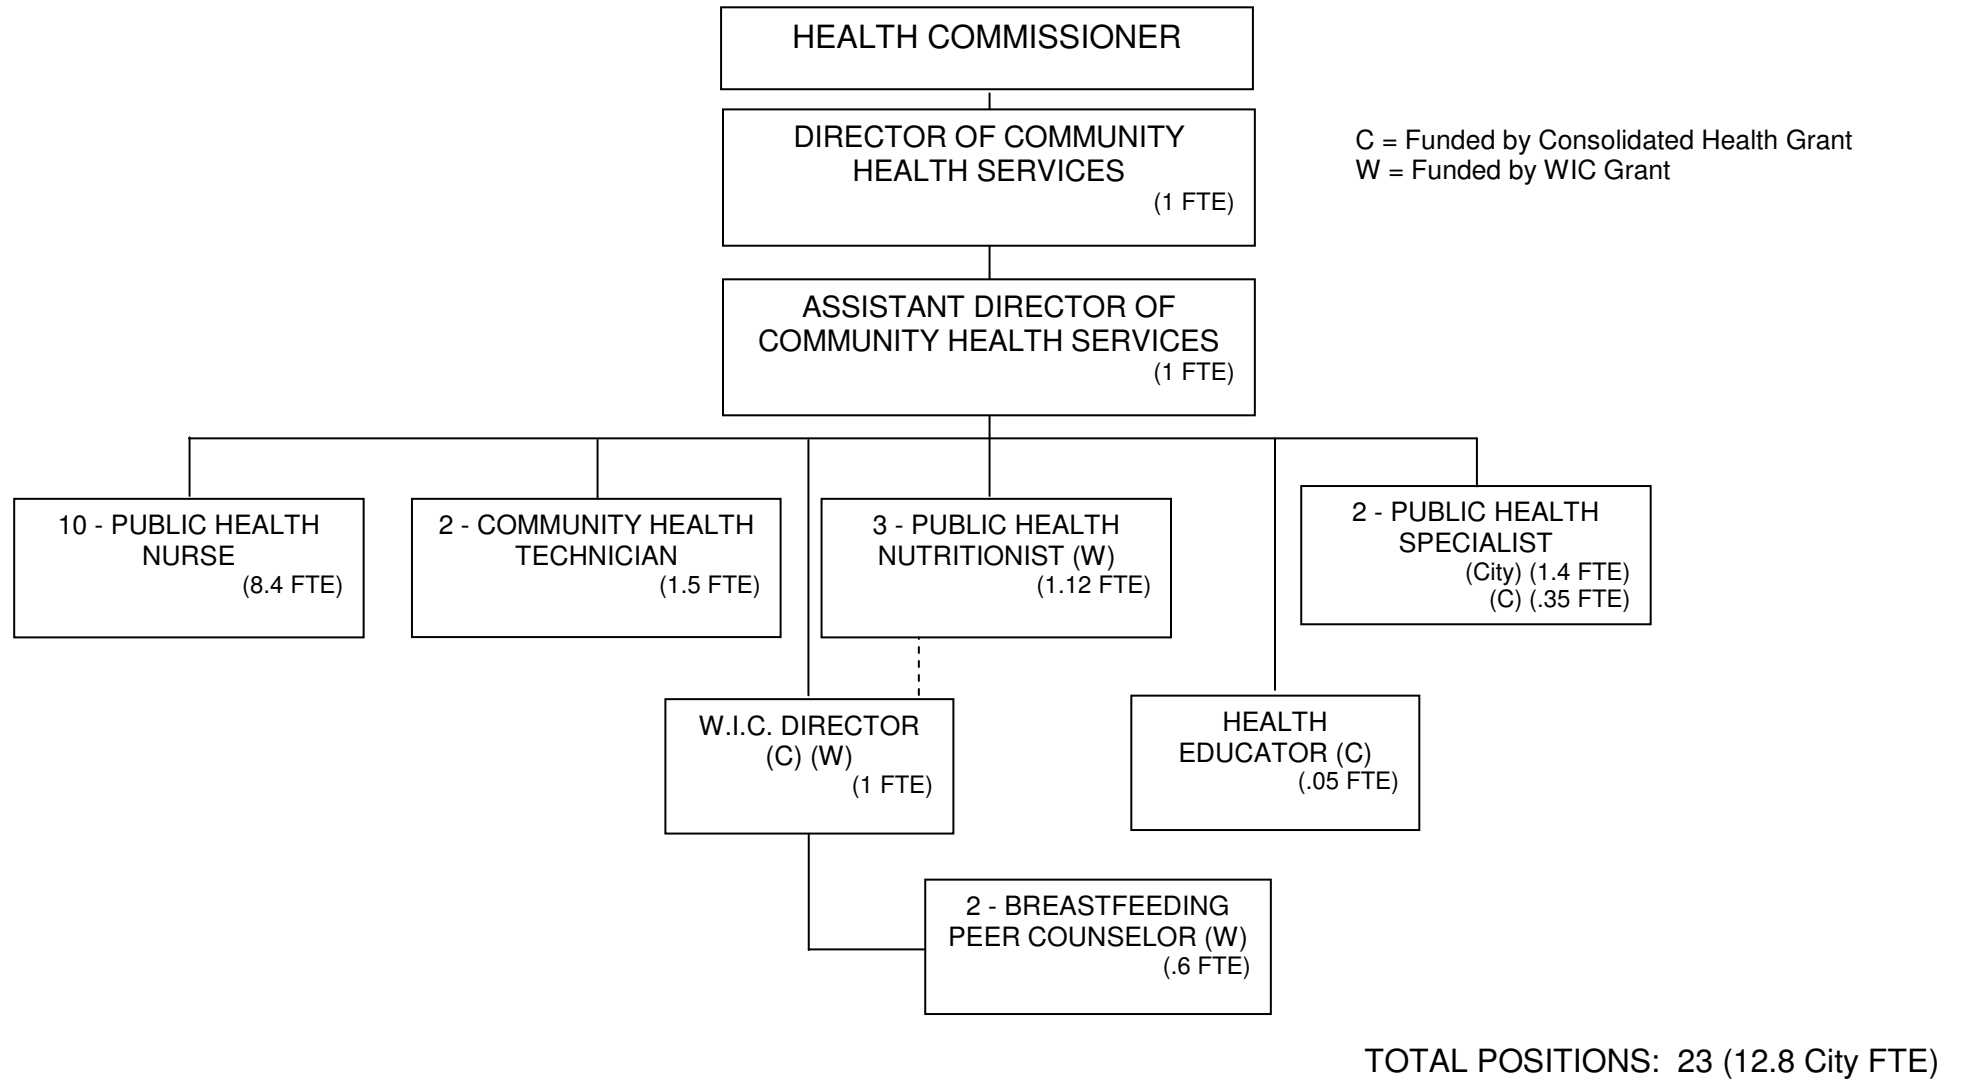 HEALTH COMMISSIONER
DIRECTOR OF COMMUNITY
HEALTH SERVICES
(1 FTE)
C = Funded by Consolidated Health Grant
W = Funded by WIC Grant
ASSISTANT DIRECTOR OF
COMMUNITY HEALTH SERVICES
(1 FTE)
10 - PUBLIC HEALTH
NURSE
(8.4 FTE)
2 - COMMUNITY HEALTH
TECHNICIAN
(1.5 FTE)
3 - PUBLIC HEALTH
NUTRITIONIST (W)
(1.12 FTE)
2 - PUBLIC HEALTH
SPECIALIST
(City) (1.4 FTE)
(C) (.35 FTE)
W.I.C. DIRECTOR
(C) (W)
(1 FTE)
HEALTH
EDUCATOR (C)
(.05 FTE)
2 - BREASTFEEDING
PEER COUNSELOR (W)
(.6 FTE)
TOTAL POSITIONS: 23 (12.8 City FTE)